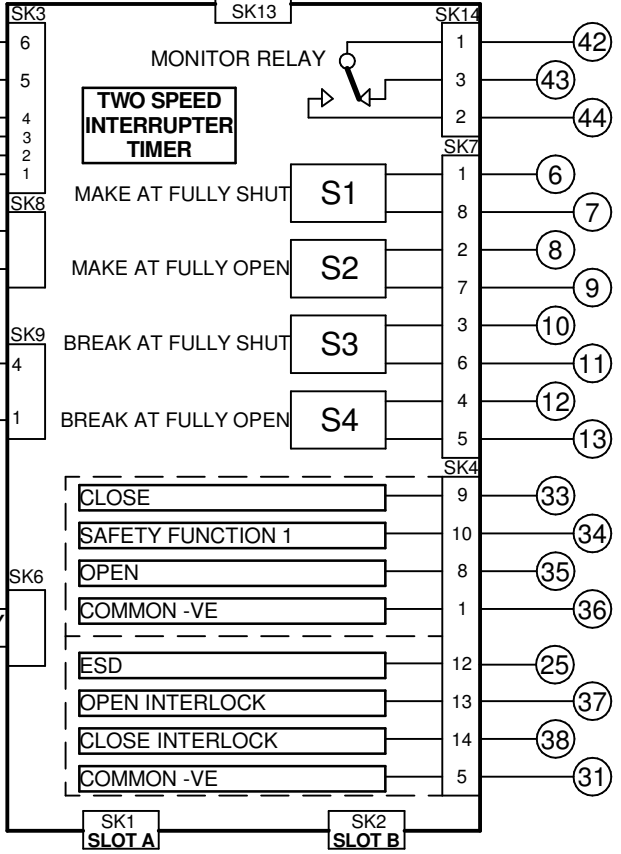 SK3
SK13
SK14
6
5
4
3
2
1
MONITOR RELAY
TWO SPEED
INTERRUPTER
TIMER
1
42
3
43
2
44
SK7
SK8
MAKE AT FULLY SHUT
S1
1
6
8
7
MAKE AT FULLY OPEN
S2
2
8
7
9
SK9
4
1
BREAK AT FULLY SHUT
S3
3
10
6
11
BREAK AT FULLY OPEN
S4
4
12
5
13
SK4
CLOSE
9
33
SAFETY FUNCTION 1
10
34
SK6
OPEN
8
35
COMMON -VE
1
36
ESD
12
25
OPEN INTERLOCK
13
37
CLOSE INTERLOCK
14
38
COMMON -VE
5
31
SK1
SLOT A
SK2
SLOT B